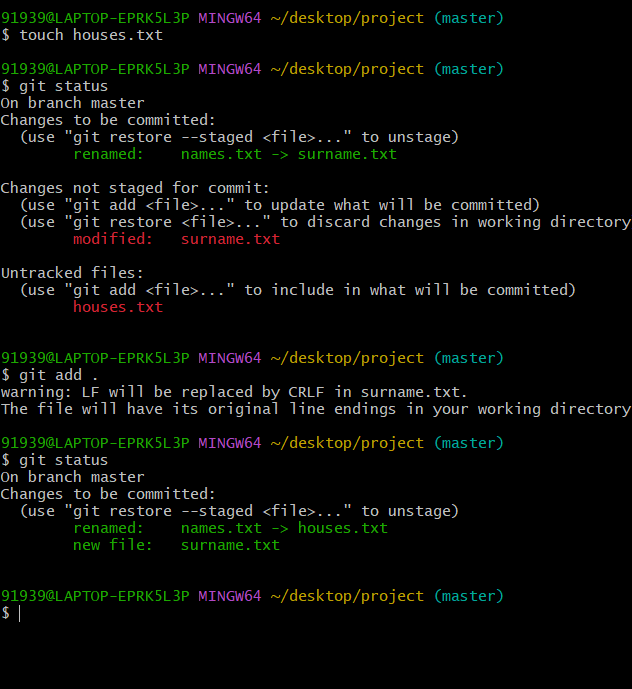 91939@LAPTOP-EPRK5L3P MINGW64 ~/desktop/project (master)
$ touch houses.txt
91939@LAPTOP-EPRK5L3P MINGW64 ~/desktop/project (master)
$ git status
On branch master
Changes to be committed:
  (use "git restore --staged <file>..." to unstage)
        renamed:    names.txt -> surname.txt
Changes not staged for commit:
  (use "git add <file>..." to update what will be committed)
  (use "git restore <file>..." to discard changes in working directory
        modified:   surname.txt
Untracked files:
  (use "git add <file>..." to include in what will be committed)
        houses.txt
91939@LAPTOP-EPRK5L3P MINGW64 ~/desktop/project (master)
$ git add .
warning: LF will be replaced by CRLF in surname.txt.
The file will have its original line endings in your working directory
91939@LAPTOP-EPRK5L3P MINGW64 ~/desktop/project (master)
$ git status
On branch master
Changes to be committed:
  (use "git restore --staged <file>..." to unstage)
        renamed:    names.txt -> houses.txt
        new file:   surname.txt
91939@LAPTOP-EPRK5L3P MINGW64 ~/desktop/project (master)
$